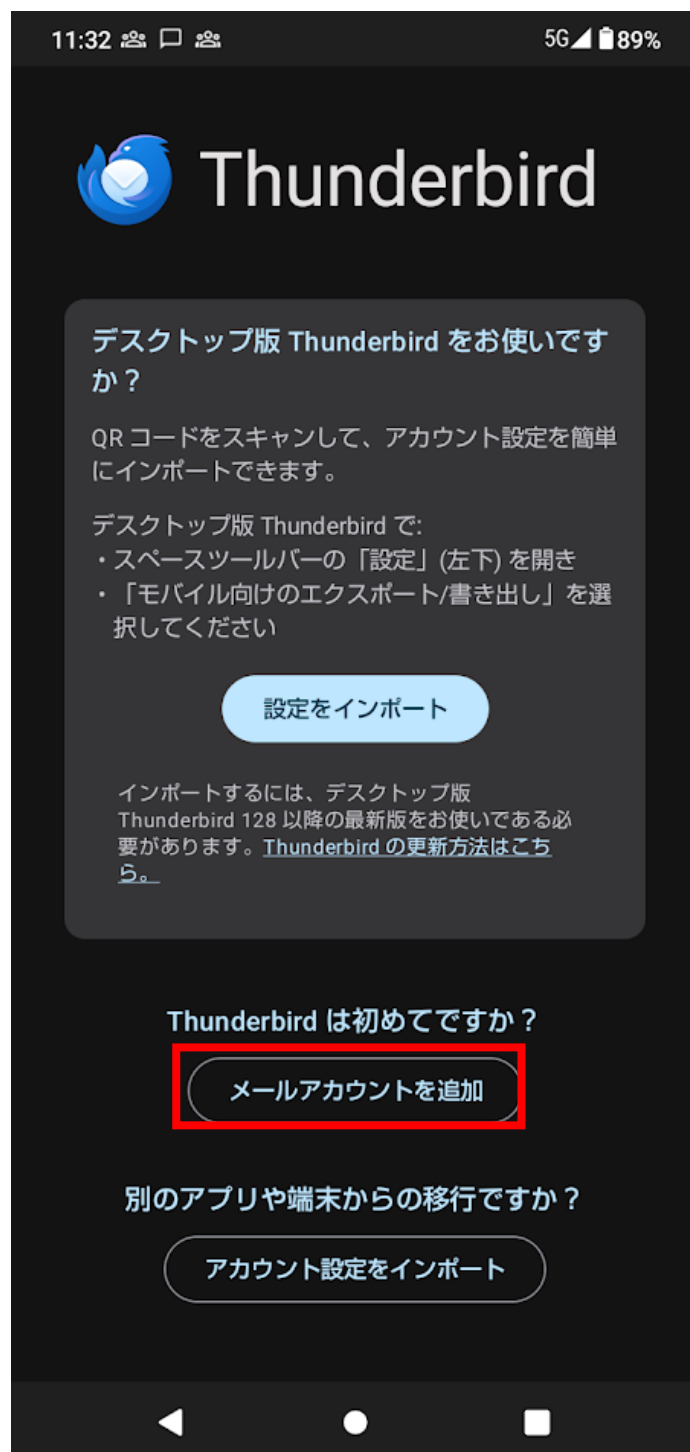 11:32
5G 89%
Thunderbird
デスクトップ版 Thunderbird をお使いです
か？
QR コードをスキャンして、アカウント設定を簡単
にインポートできます。
デスクトップ版 Thunderbird で:
・スペースツールバーの「設定」(左下) を開き
・「モバイル向けのエクスポート/書き出し」を選
択してください
設定をインポート
インポートするには、デスクトップ版
Thunderbird 128 以降の最新版をお使いである必
要があります。Thunderbird の更新方法はこち
ら。
Thunderbird は初めてですか？
メールアカウントを追加
別のアプリや端末からの移行ですか？
アカウント設定をインポート